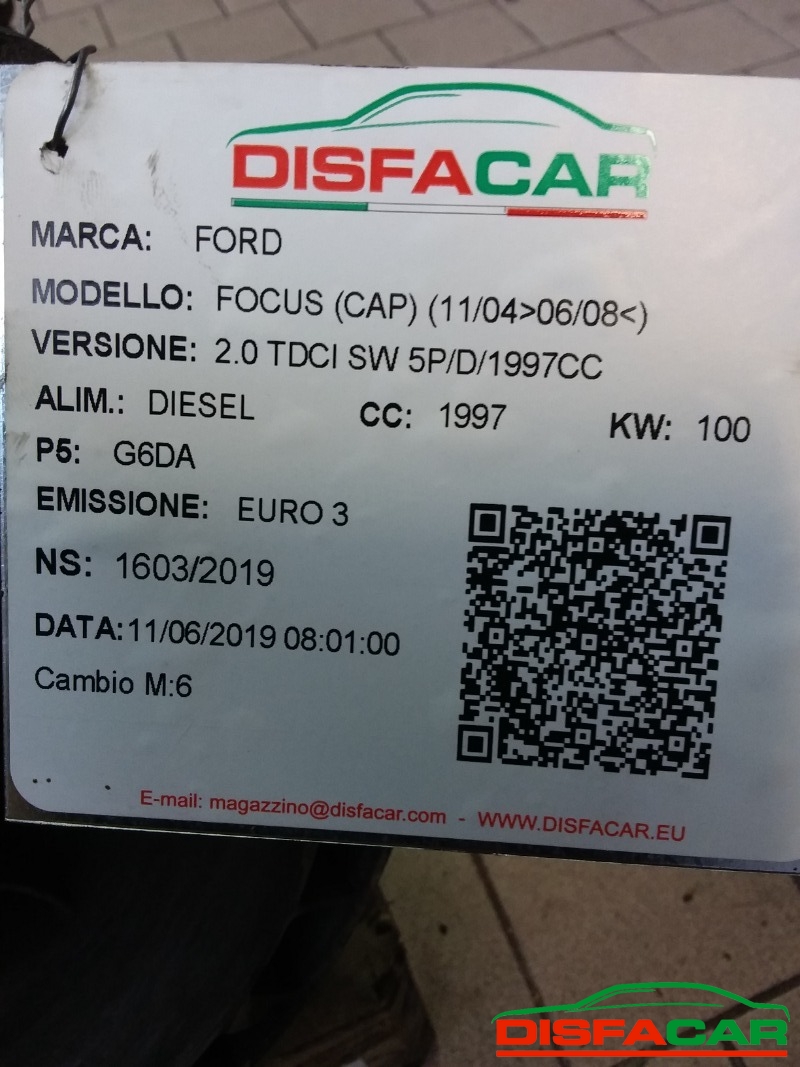 DISFACAR
MARCA: FORD
MODELLO: FOCUS (CAP) (11/04>06/08<)
VERSIONE: 2.0 TDCI SW 5P/D/1997CC
ALIM.: DIESEL CC: 1997 KW: 100
P5: G6DA
EMISSIONE: EURO 3
NS: 1603/2019
DATA:11/06/2019 08:01:00
Cambio M:6
E-mail: magazzino@disfacar.com - WWW.DISFACAR.EU
DISFACAR